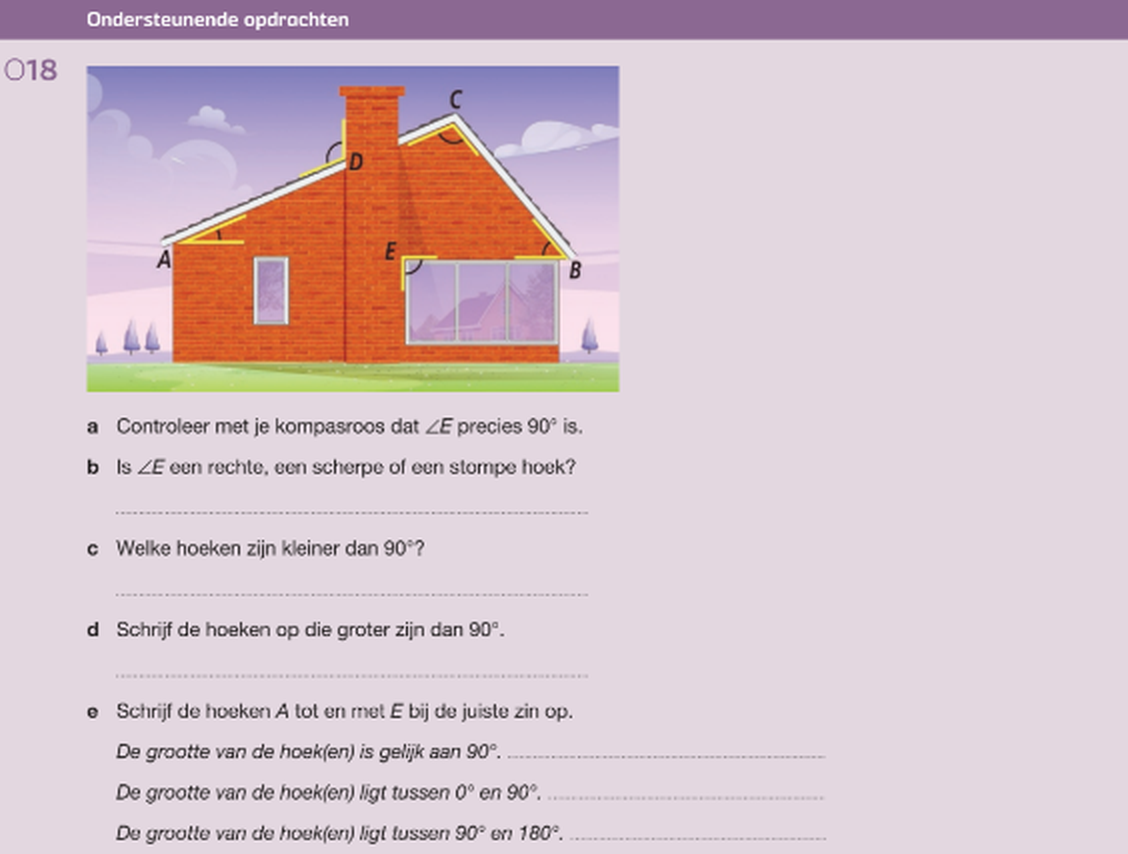 Ondersteunende opdrachten
O18
C
D
A
E
B
a Controleer met je kompasroos dat ∠E precies 90° is.
b Is ∠E een rechte, een scherpe of een stompe hoek?
c Welke hoeken zijn kleiner dan 90°?
d Schrijf de hoeken op die groter zijn dan 90°.
e Schrijf de hoeken A tot en met E bij de juiste zin op.
De grootte van de hoek(en) is gelijk aan 90°.
De grootte van de hoek(en) ligt tussen 0° en 90°.
De grootte van de hoek(en) ligt tussen 90° en 180°.